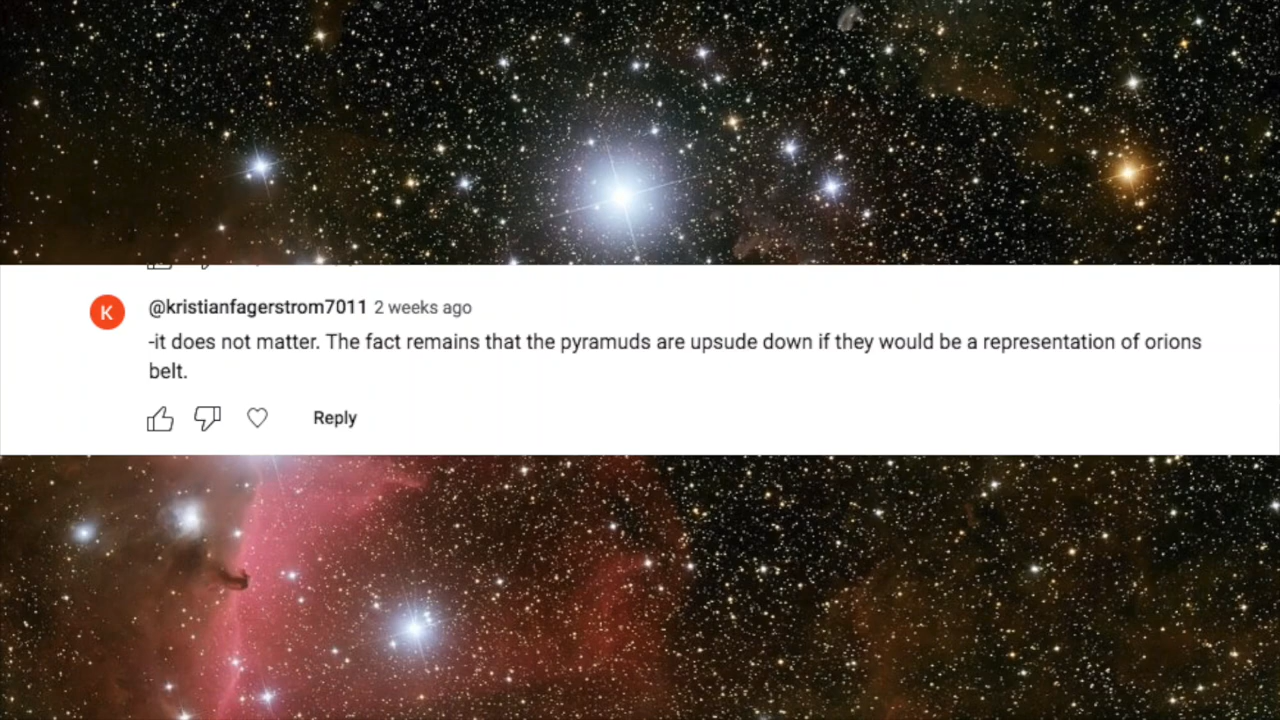 K
@kristianfagerstrom7011 2 weeks ago
-it does not matter. The fact remains that the pyramuds are upsude down if they would be a representation of orions
belt.
Reply